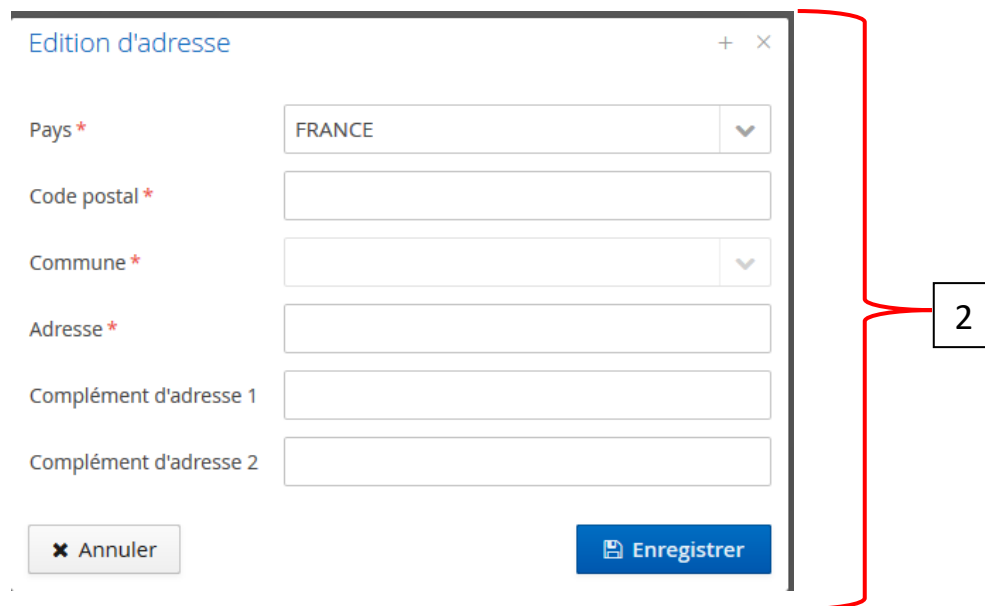 Edition d'adresse + ×
Pays * FRANCE
Code postal *
Commune *
Adresse *
Complément d'adresse 1
Complément d'adresse 2
✖ Annuler Enregistrer
2